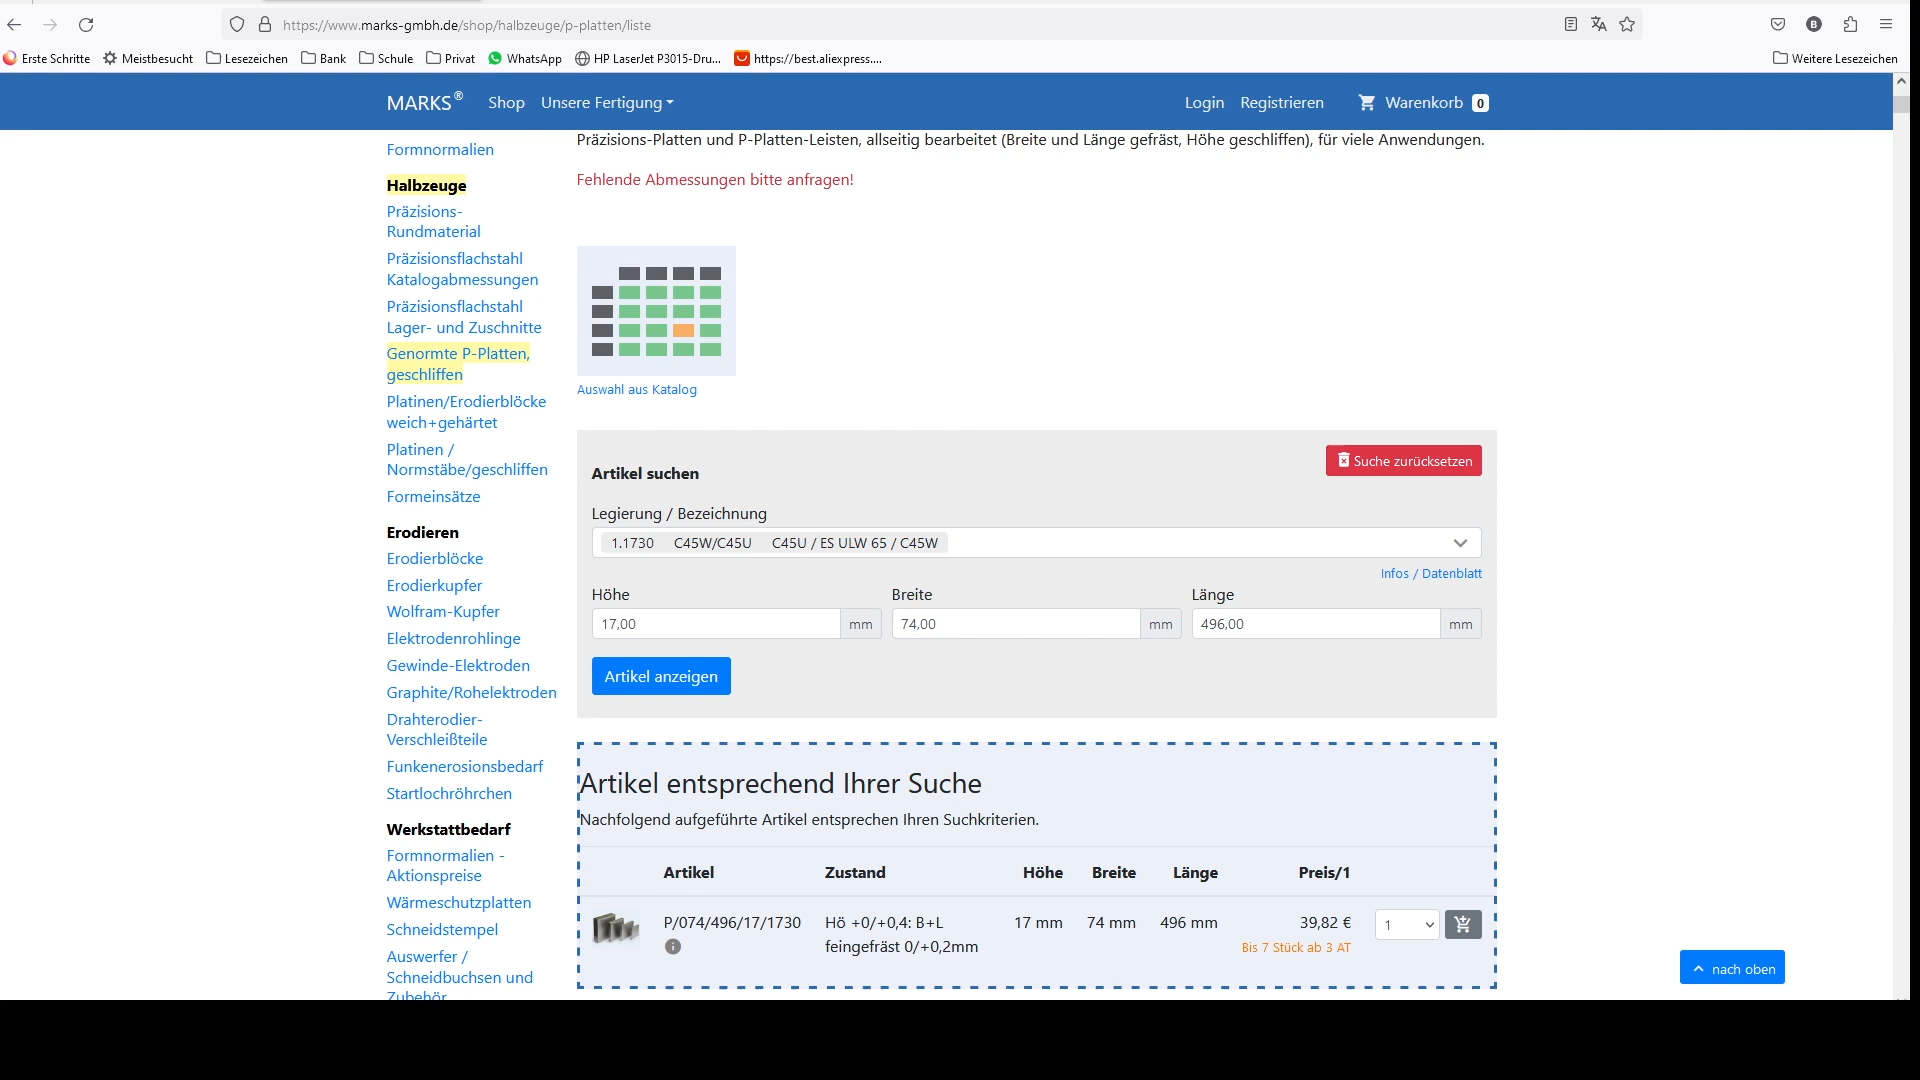 https://www.marks-gmbh.de/shop/halbzeuge/p-platten/liste
B
Erste Schritte Meistbesucht Lesezeichen Bank Schule Privat WhatsApp HP LaserJet P3015-Dru... https://best.aliexpress.... Weitere Lesezeichen
MARKS® Shop Unsere Fertigung Login Registrieren Warenkorb 0
Formnormalien
Halbzeuge
Präzisions-
Rundmaterial
Präzisionsflachstahl
Katalogabmessungen
Präzisionsflachstahl
Lager- und Zuschnitte
Genormte P-Platten,
geschliffen
Platinen/Erodierblöcke
weich+gehärtet
Platinen /
Normstäbe/geschliffen
Formeinsätze
Erodieren
Erodierblöcke
Erodierkupfer
Wolfram-Kupfer
Elektrodenrohlinge
Gewinde-Elektroden
Graphite/Rohelektroden
Drahterodier-
Verschleißteile
Funkenerosionsbedarf
Startlochröhrchen
Werkstattbedarf
Formnormalien -
Aktionspreise
Wärmeschutzplatten
Schneidstempel
Auswerfer /
Schneidbuchsen und
Zubehör
Präzisions-Platten und P-Platten-Leisten, allseitig bearbeitet (Breite und Länge gefräst, Höhe geschliffen), für viele Anwendungen.
Fehlende Abmessungen bitte anfragen!
Auswahl aus Katalog
Suche zurücksetzen
Artikel suchen
Legierung / Bezeichnung
1.1730 C45W/C45U C45U / ES ULW 65 / C45W
Infos / Datenblatt
Höhe Breite Länge
17,00 mm 74,00 mm 496,00 mm
Artikel anzeigen
Artikel entsprechend Ihrer Suche
Nachfolgend aufgeführte Artikel entsprechen Ihren Suchkriterien.
Artikel Zustand Höhe Breite Länge Preis/1
P/074/496/17/1730 Hö +0/+0,4: B+L 17 mm 74 mm 496 mm 39,82 € 1
feingefräst 0/+0,2mm Bis 7 Stück ab 3 AT
nach oben